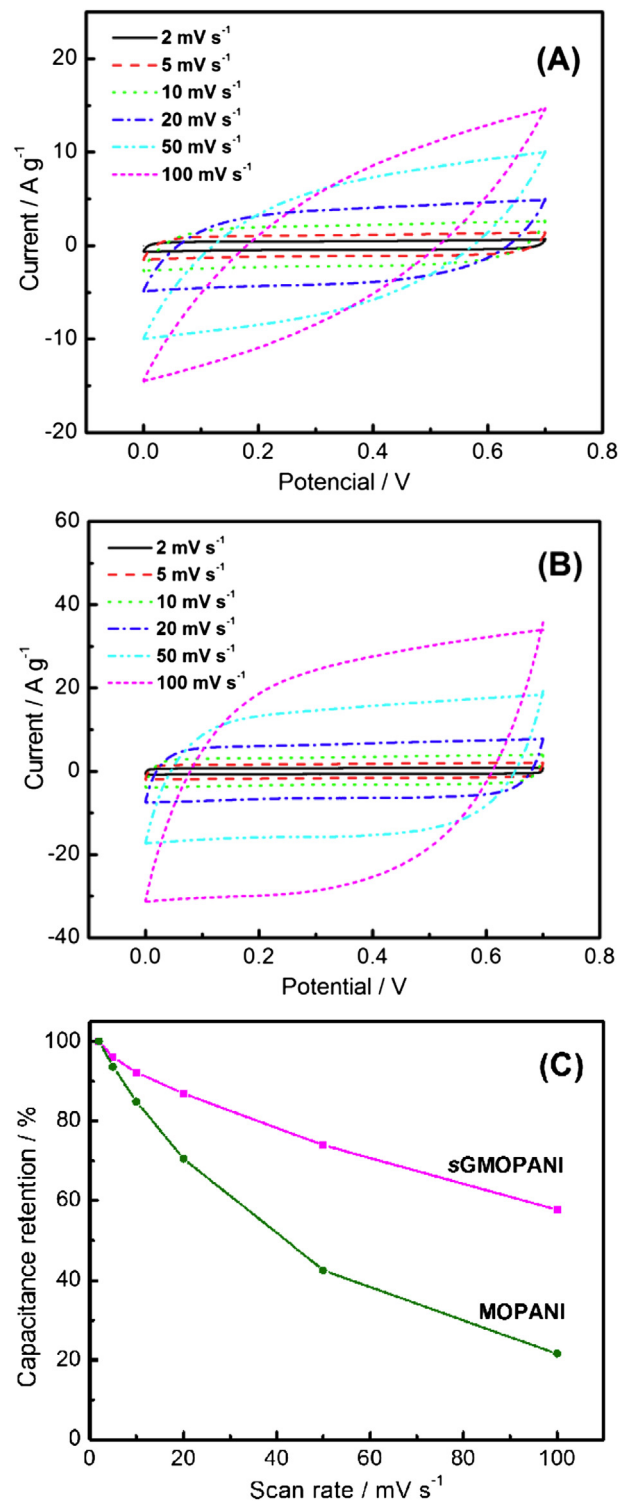 (A)
2 mV s⁻¹
5 mV s⁻¹
10 mV s⁻¹
20 mV s⁻¹
50 mV s⁻¹
100 mV s⁻¹
20
10
0
-10
-20
Current / A g⁻¹
0.0 0.2 0.4 0.6 0.8
Potencial / V
(B)
2 mV s⁻¹
5 mV s⁻¹
10 mV s⁻¹
20 mV s⁻¹
50 mV s⁻¹
100 mV s⁻¹
60
40
20
0
-20
-40
Current / A g⁻¹
0.0 0.2 0.4 0.6 0.8
Potential / V
(C)
100
80
60
40
20
0
Capacitance retention / %
sGMOPANI
MOPANI
20 40 60 80 100
Scan rate / mV s⁻¹